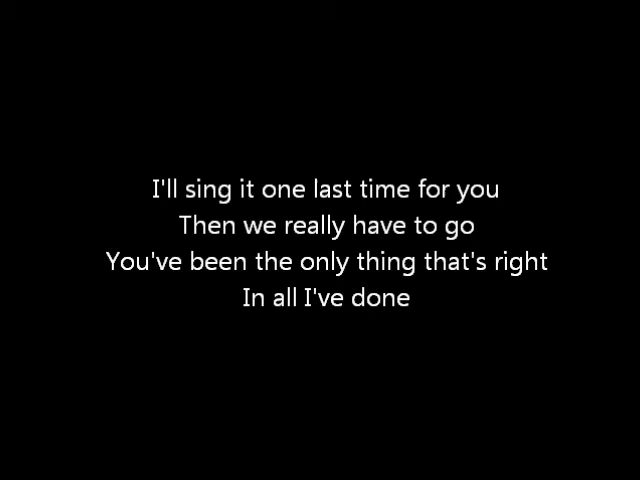 I'll sing it one last time for you
Then we really have to go
You've been the only thing that's right
In all I've done